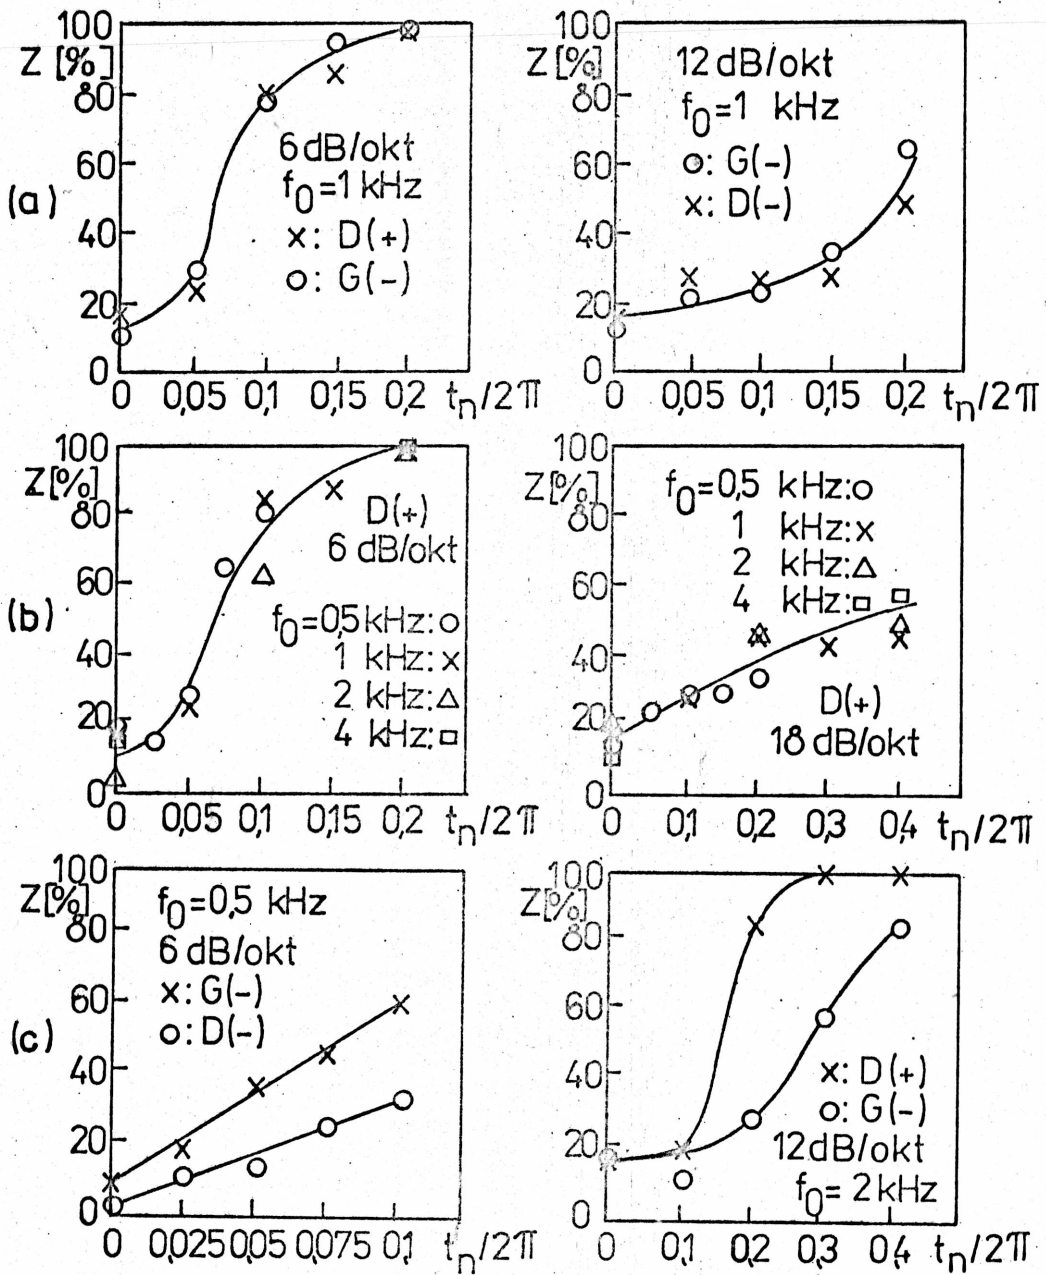 (a)
100
Z [%]
80
60
40
20
0
0 0,05 0,1 0,15 0,2 tn/2π
6 dB/okt
f0=1 kHz
×: D(+)
○: G(-)
Z[%]
80
60
40
20
0
0 0,05 0,1 0,15 0,2 tn/2π
100
12 dB/okt
f0=1 kHz
○: G(-)
×: D(-)
(b)
100
Z[%]
80
60
40
20
0
0 0,05 0,1 0,15 0,2 tn/2π
D(+)
6 dB/okt
f0=0,5 kHz: ○
1 kHz: ×
2 kHz: △
4 kHz: □
100
Z[%]
80
60
40
20
0
0 0,1 0,2 0,3 0,4 tn/2π
f0=0,5 kHz: ○
1 kHz: ×
2 kHz: △
4 kHz: □
D(+)
18 dB/okt
(c)
100
Z[%]
80
60
40
20
0
0 0,025 0,05 0,075 0,1 tn/2π
f0=0,5 kHz
6 dB/okt
×: G(-)
○: D(-)
100
Z[%]
80
60
40
20
0
0 0,1 0,2 0,3 0,4 tn/2π
×: D(+)
○: G(-)
12 dB/okt
f0=2 kHz